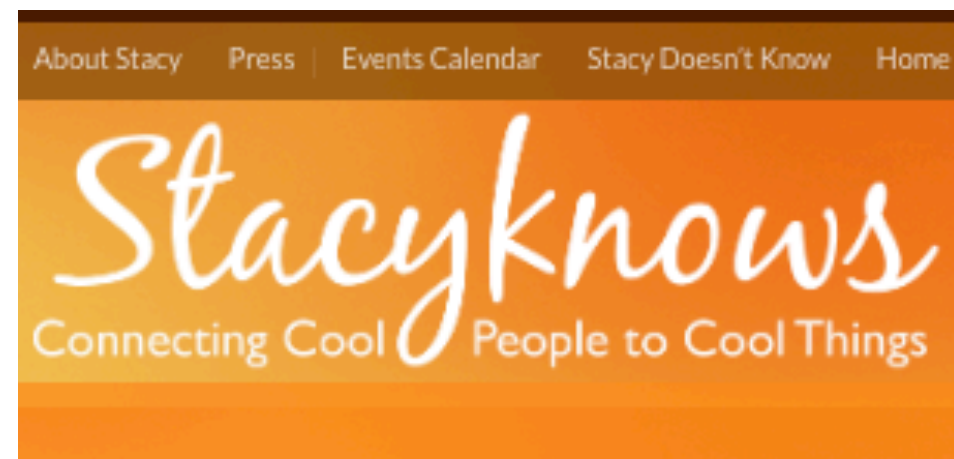 About Stacy Press Events Calendar Stacy Doesn't Know Home
Stacyknows
Connecting Cool People to Cool Things